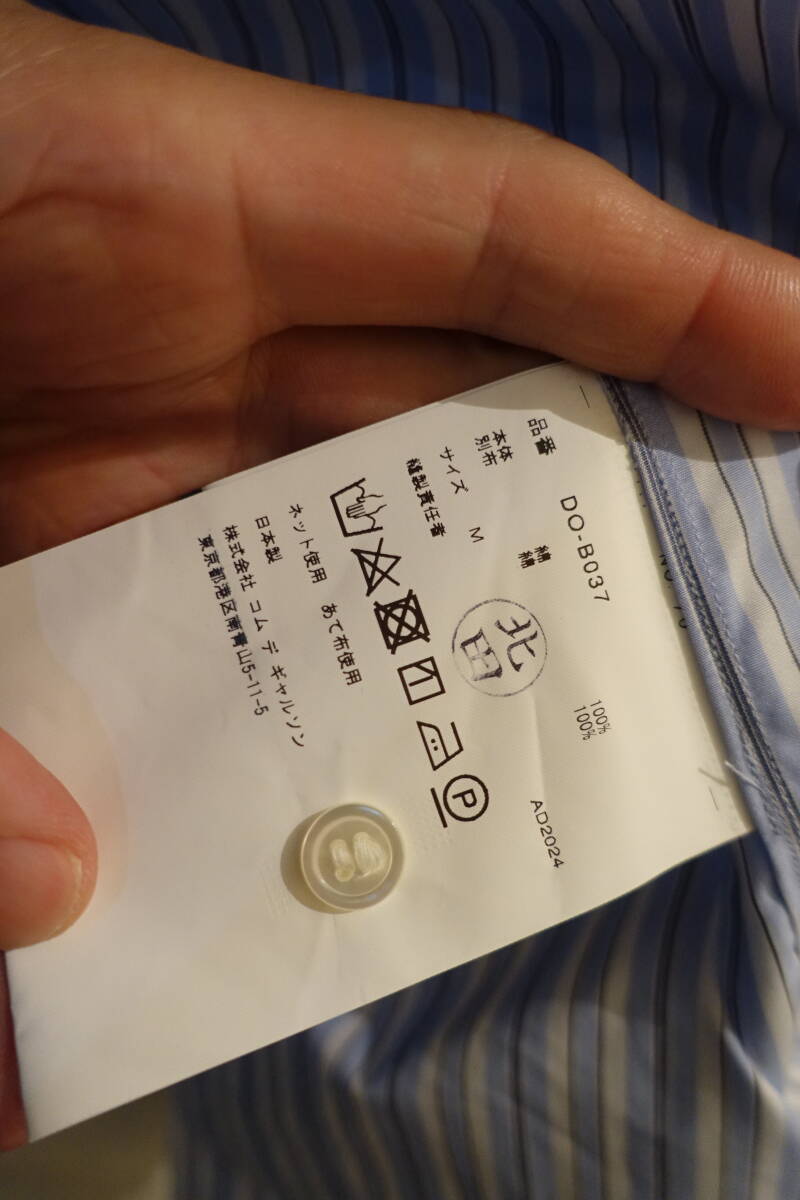 品番 DO-B037
本体 綿 100%
別布 綿 100%
サイズ M AD2024
縫製責任者 北田
P
ネット使用 あて布使用
日本製
株式会社 コム デ ギャルソン
東京都港区南青山5-11-5